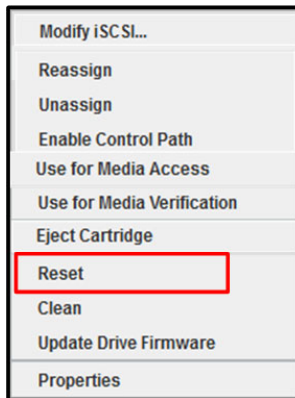 Modify iSCSI...
Reassign
Unassign
Enable Control Path
Use for Media Access
Use for Media Verification
Eject Cartridge
Reset
Clean
Update Drive Firmware
Properties